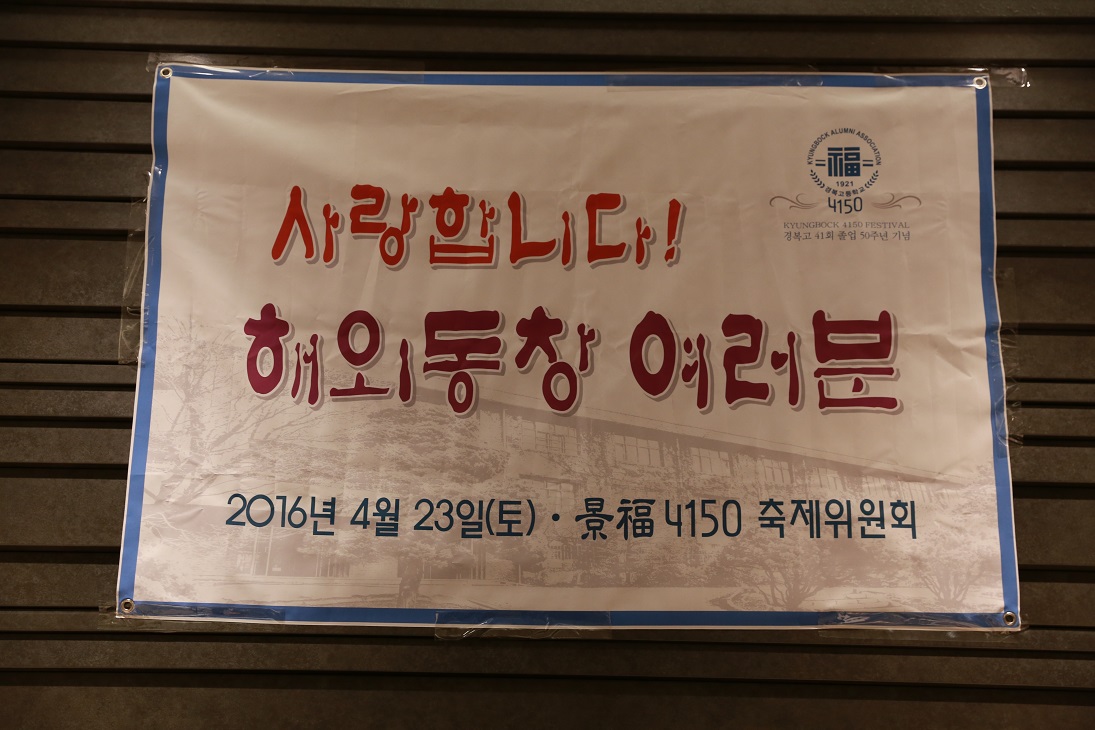 사랑합니다!
해외동창 여러분
2016년 4월 23일(토) · 景福 4150 축제위원회
KYUNGBOCK ALUMNI ASSOCIATION
福
1921
경복고등학교
4150
KYUNGBOCK 4150 FESTIVAL
경복고 41회 졸업 50주년 기념